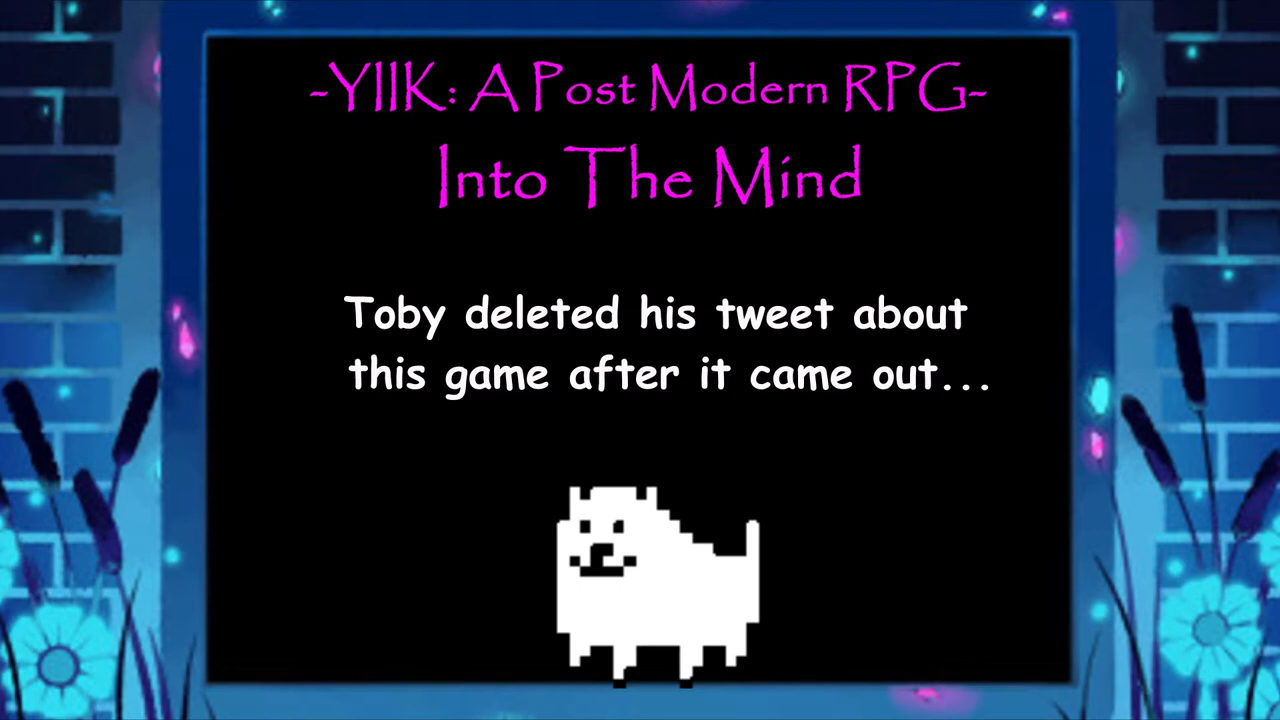 -YIIK: A Post Modern RPG-
Into The Mind
Toby deleted his tweet about
this game after it came out...